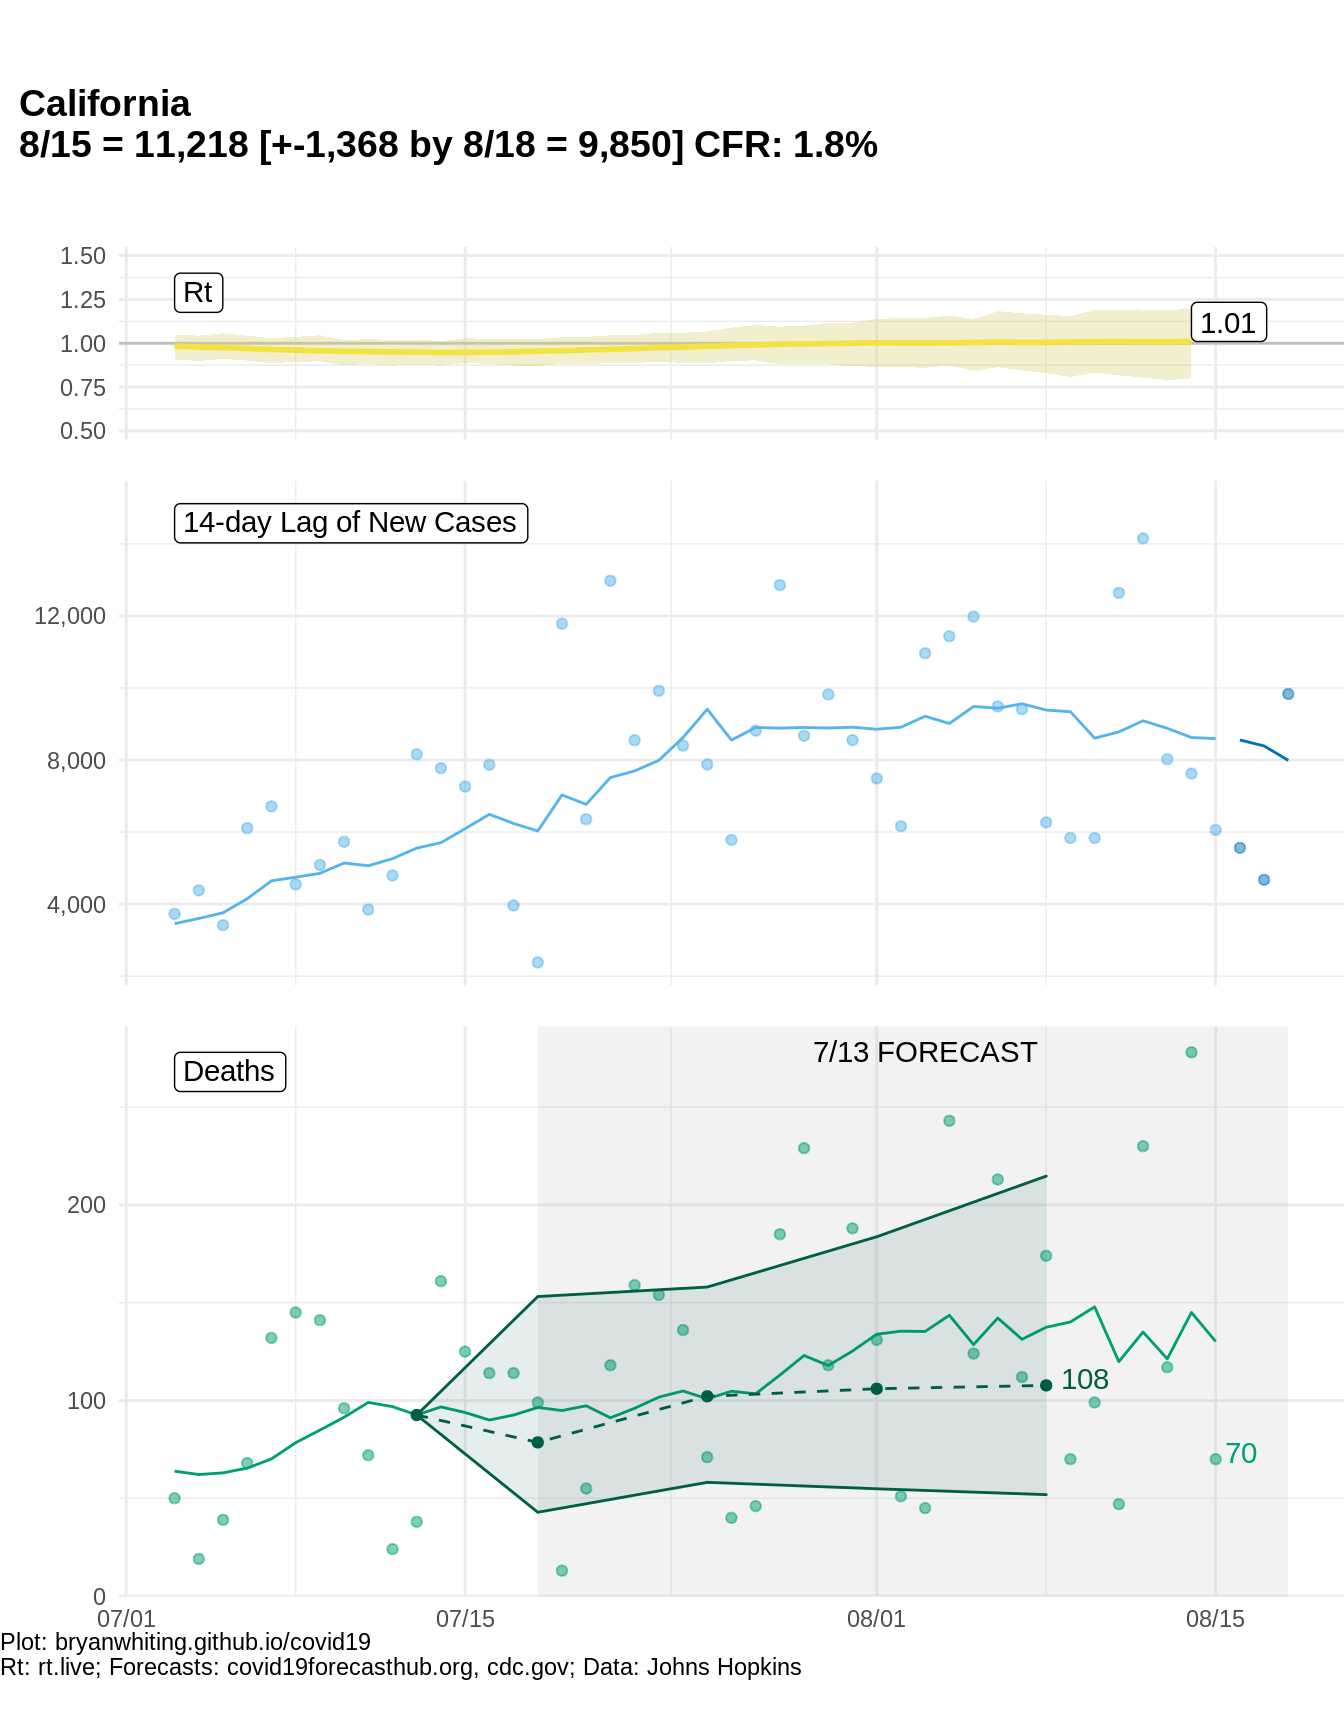 California
8/15 = 11,218 [+-1,368 by 8/18 = 9,850] CFR: 1.8%
1.50
Rt
1.25
1.01
1.00
0.75
0.50
14-day Lag of New Cases
12,000
8,000
4,000
7/13 FORECAST
Deaths
200
108
100
70
0
07/01 07/15 08/01 08/15
Plot: bryanwhiting.github.io/covid19
Rt: rt.live; Forecasts: covid19forecasthub.org, cdc.gov; Data: Johns Hopkins